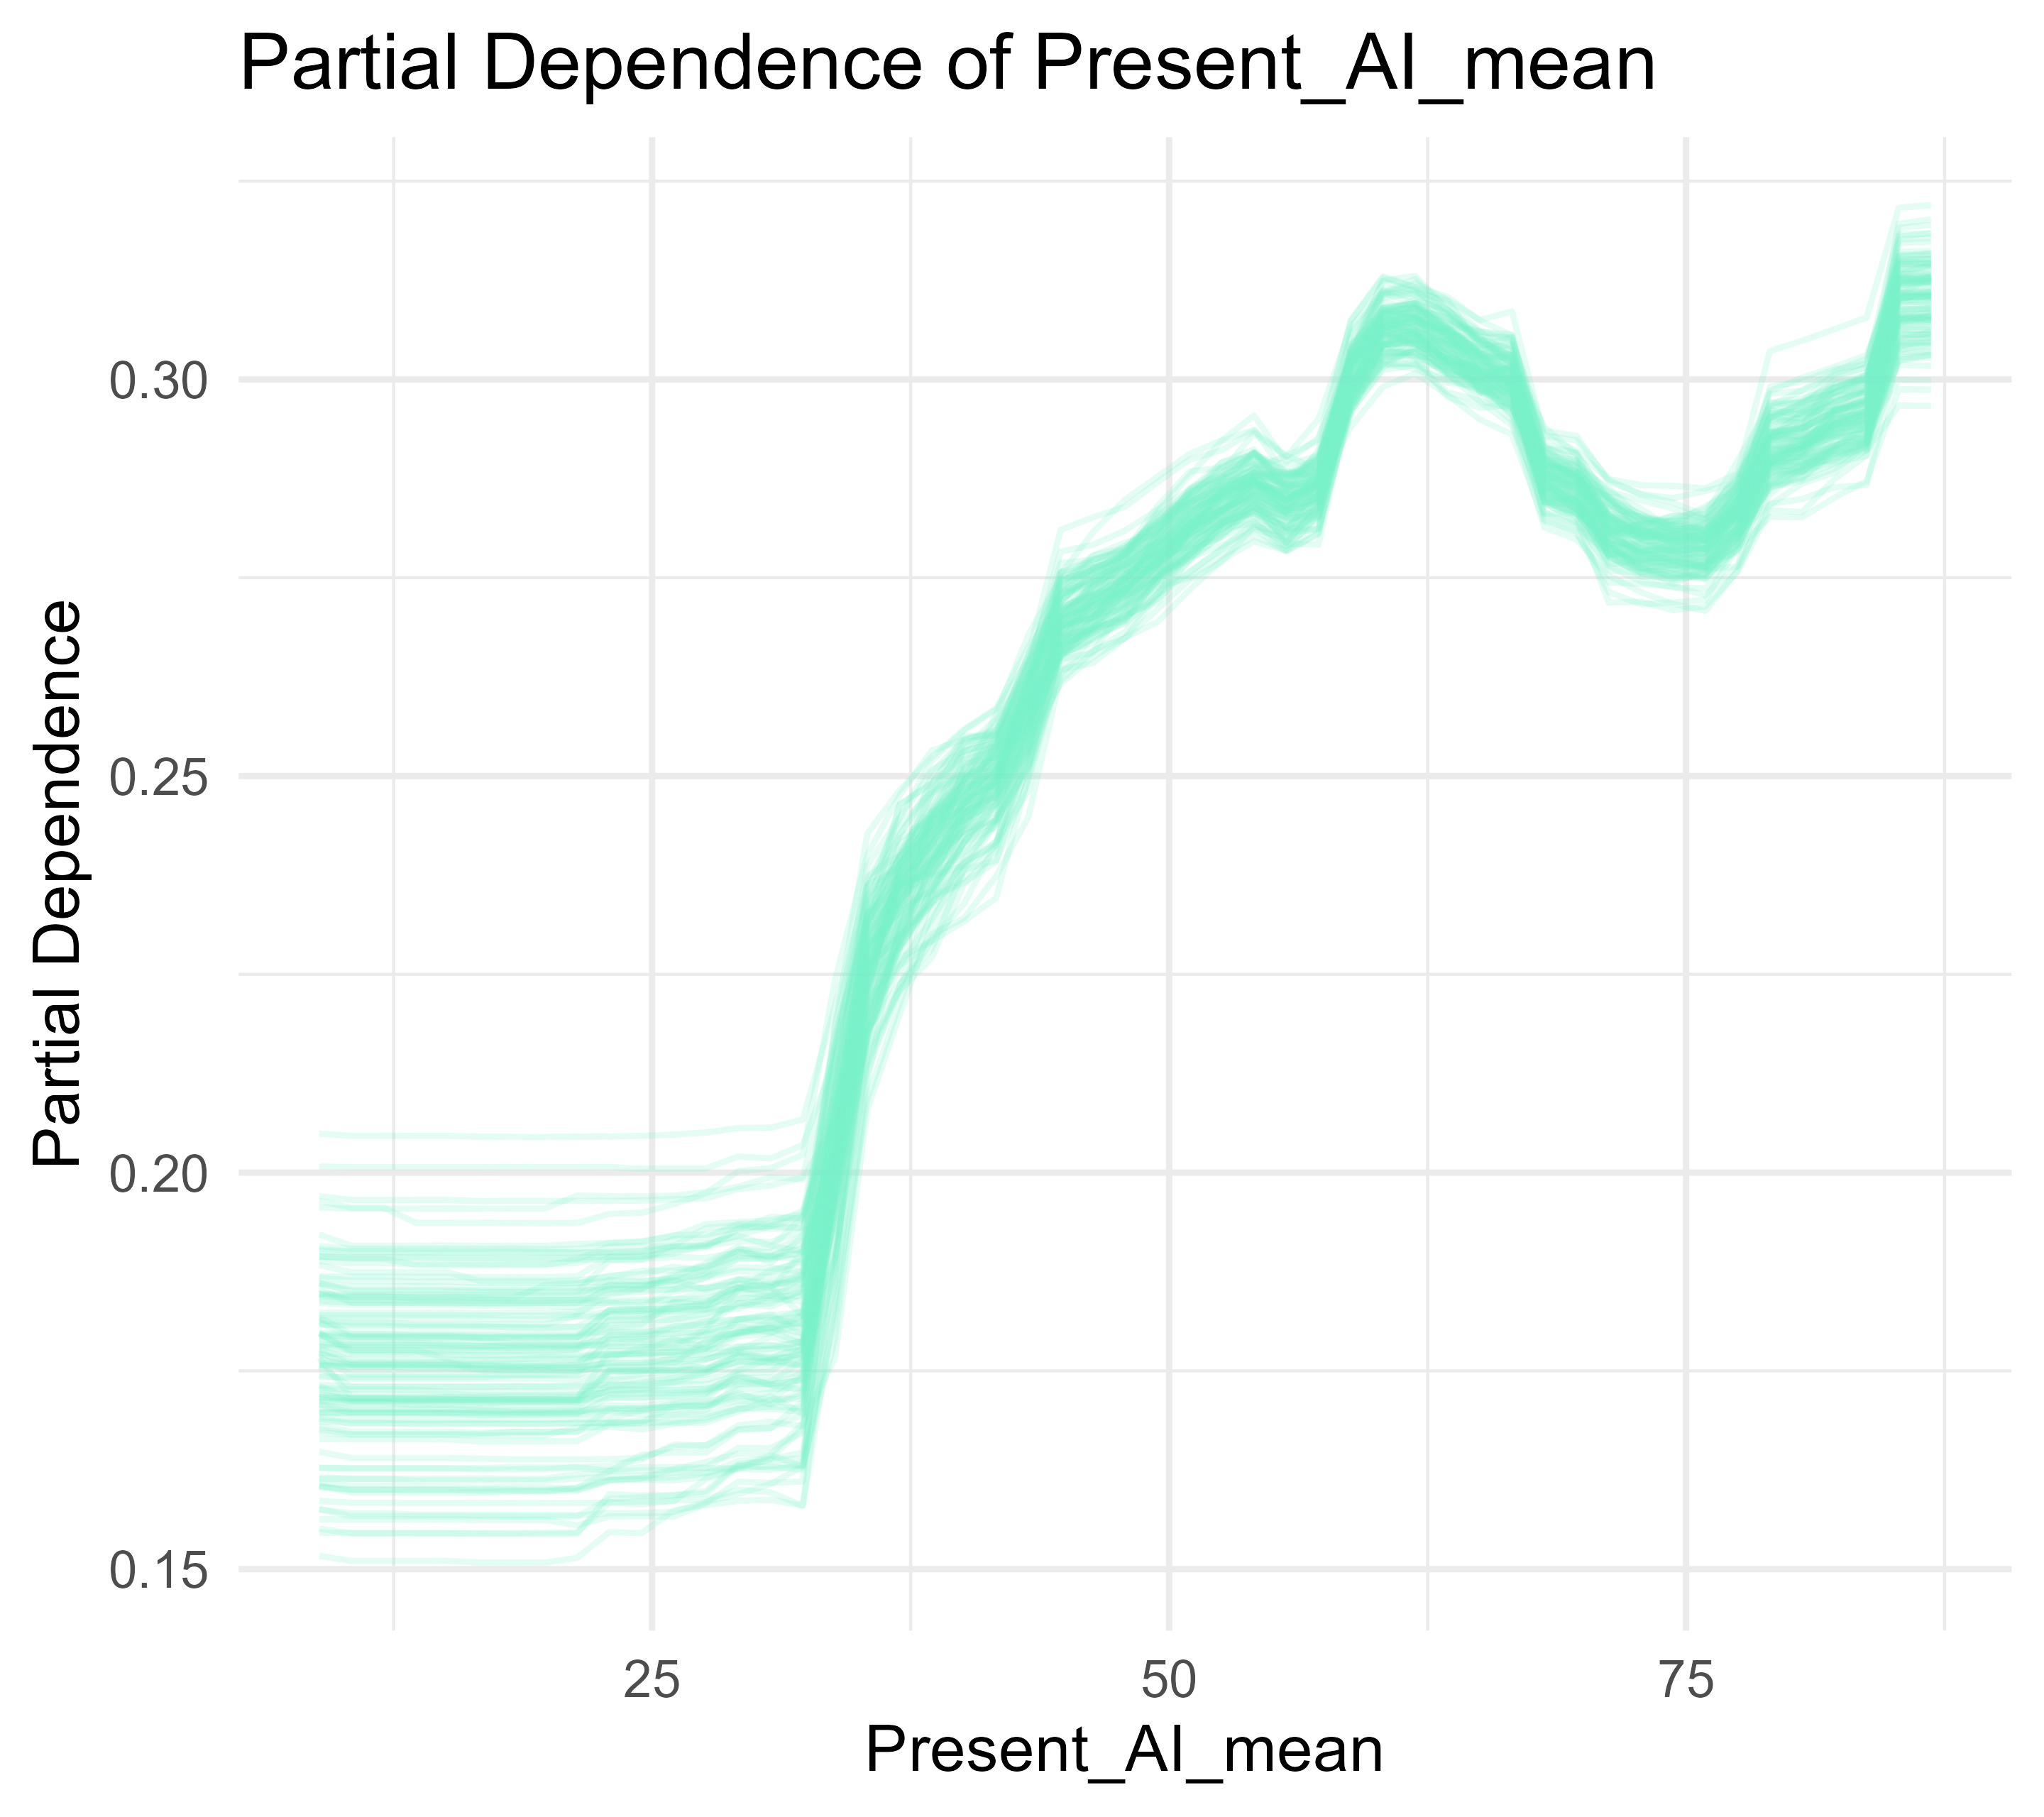 Partial Dependence of Present_AI_mean
Partial Dependence
0.30
0.25
0.20
0.15
25
50
75
Present_AI_mean